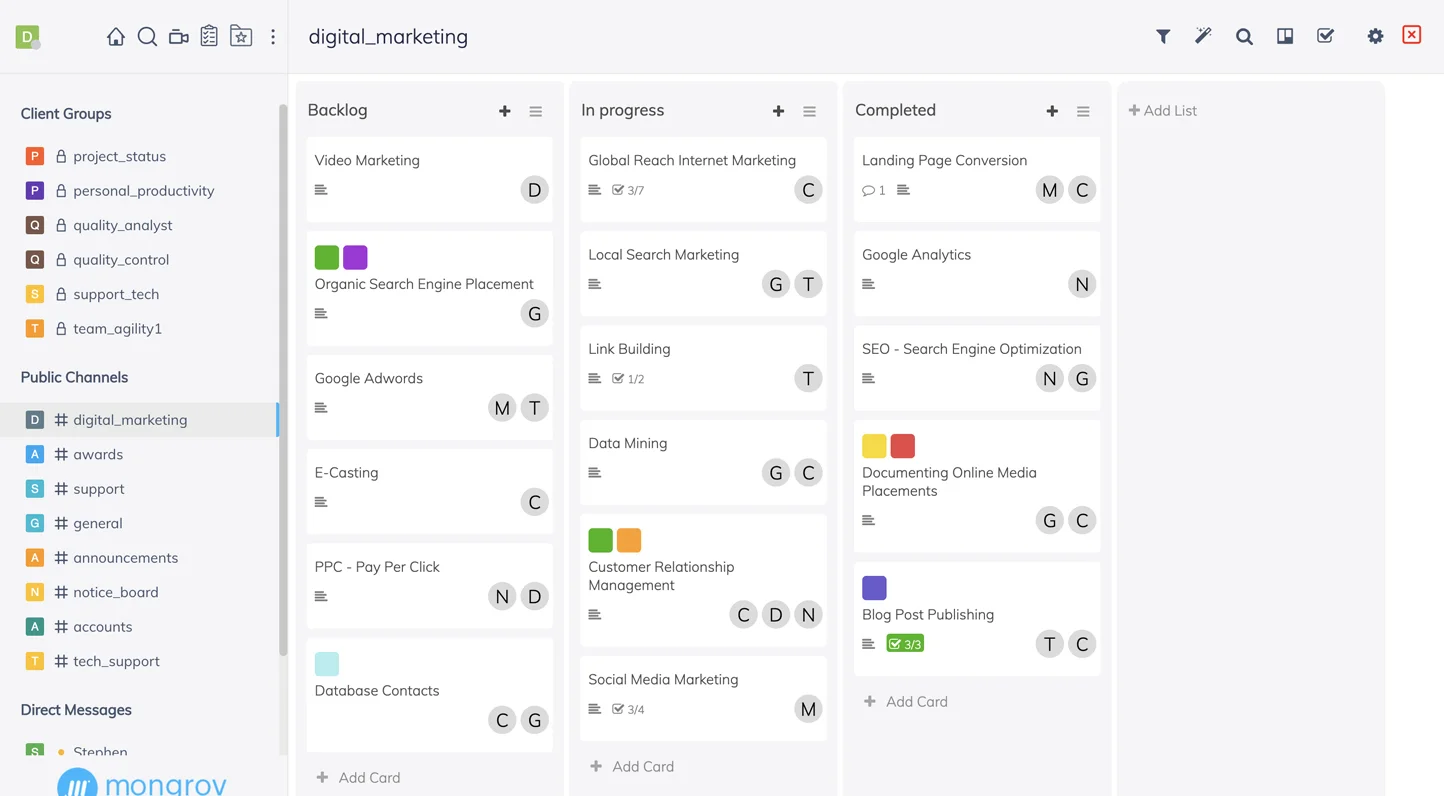 D
digital_marketing
Client Groups
P project_status
P personal_productivity
Q quality_analyst
Q quality_control
S support_tech
T team_agility1
Public Channels
D # digital_marketing
A # awards
S # support
G # general
A # announcements
N # notice_board
A # accounts
T # tech_support
Direct Messages
S Stephen
mongrov
Backlog
Video Marketing
D
Organic Search Engine Placement
G
Google Adwords
M T
E-Casting
C
PPC - Pay Per Click
N D
Database Contacts
C G
+ Add Card
In progress
Global Reach Internet Marketing
3/7 C
Local Search Marketing
G T
Link Building
1/2 T
Data Mining
G C
Customer Relationship
Management
C D N
Social Media Marketing
3/4 M
+ Add Card
Completed
Landing Page Conversion
1 M C
Google Analytics
N
SEO - Search Engine Optimization
N G
Documenting Online Media
Placements
G C
Blog Post Publishing
3/3 T C
+ Add Card
+ Add List